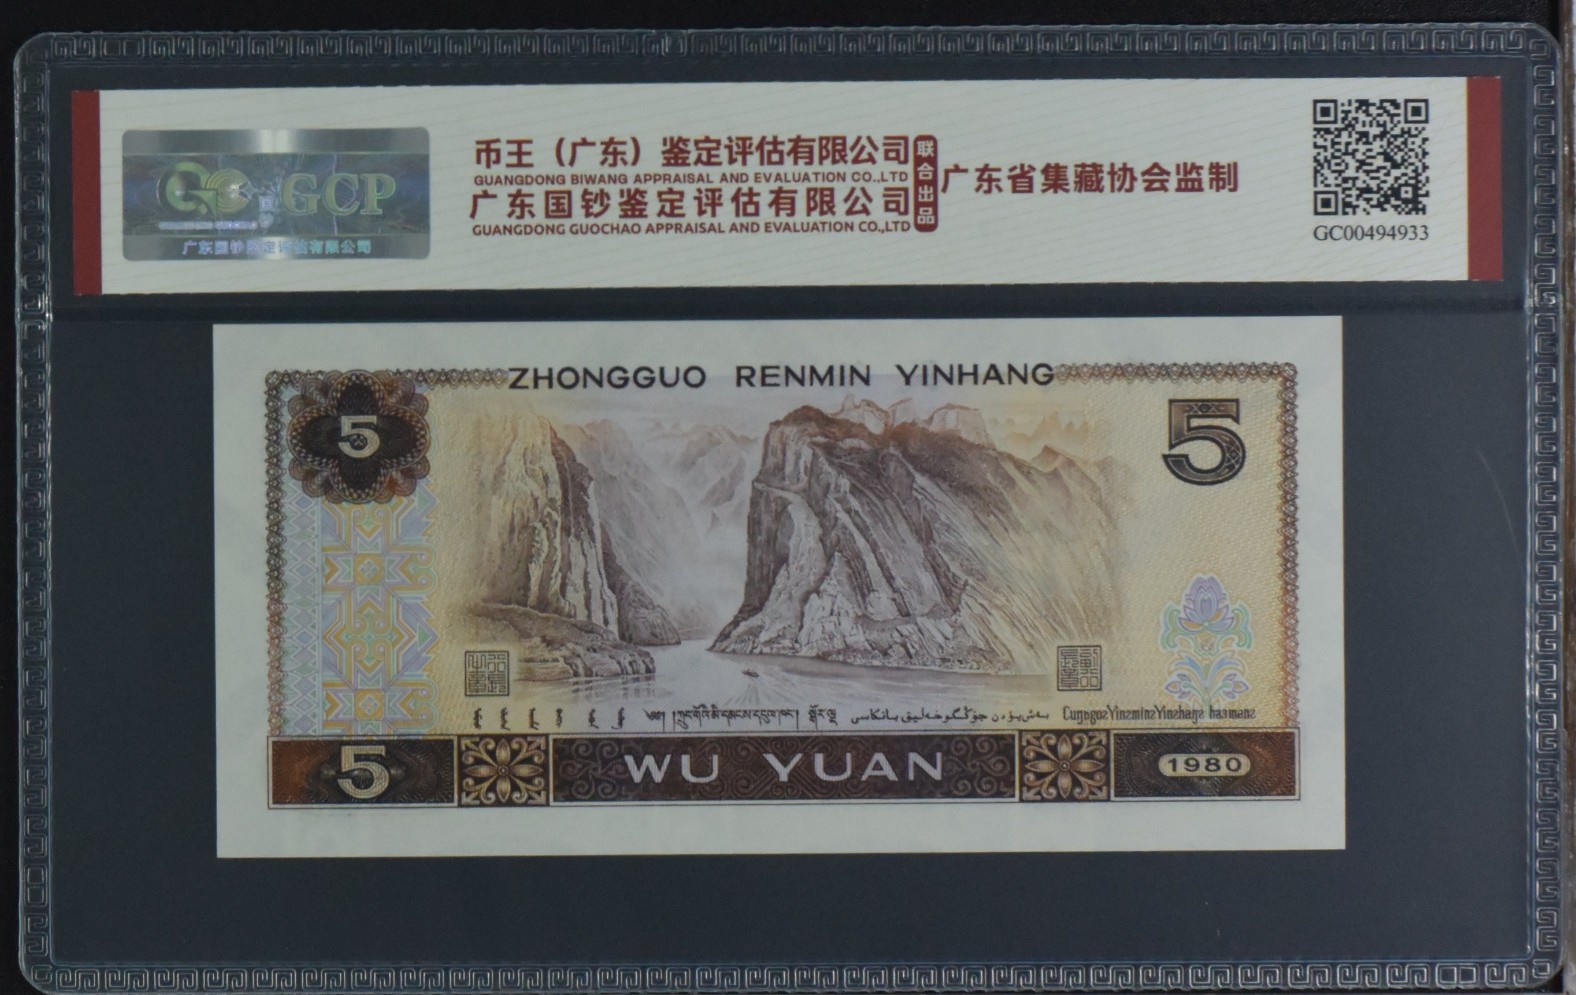 GCP
广东国钞鉴定评估有限公司
币王（广东）鉴定评估有限公司
GUANGDONG BIWANG APPRAISAL AND EVALUATION CO.,LTD
广东国钞鉴定评估有限公司
GUANGDONG GUOCHAO APPRAISAL AND EVALUATION CO.,LTD
联合出品
广东省集藏协会监制
GC00494933
ZHONGGUO RENMIN YINHANG
5
5
5
WU YUAN
1980